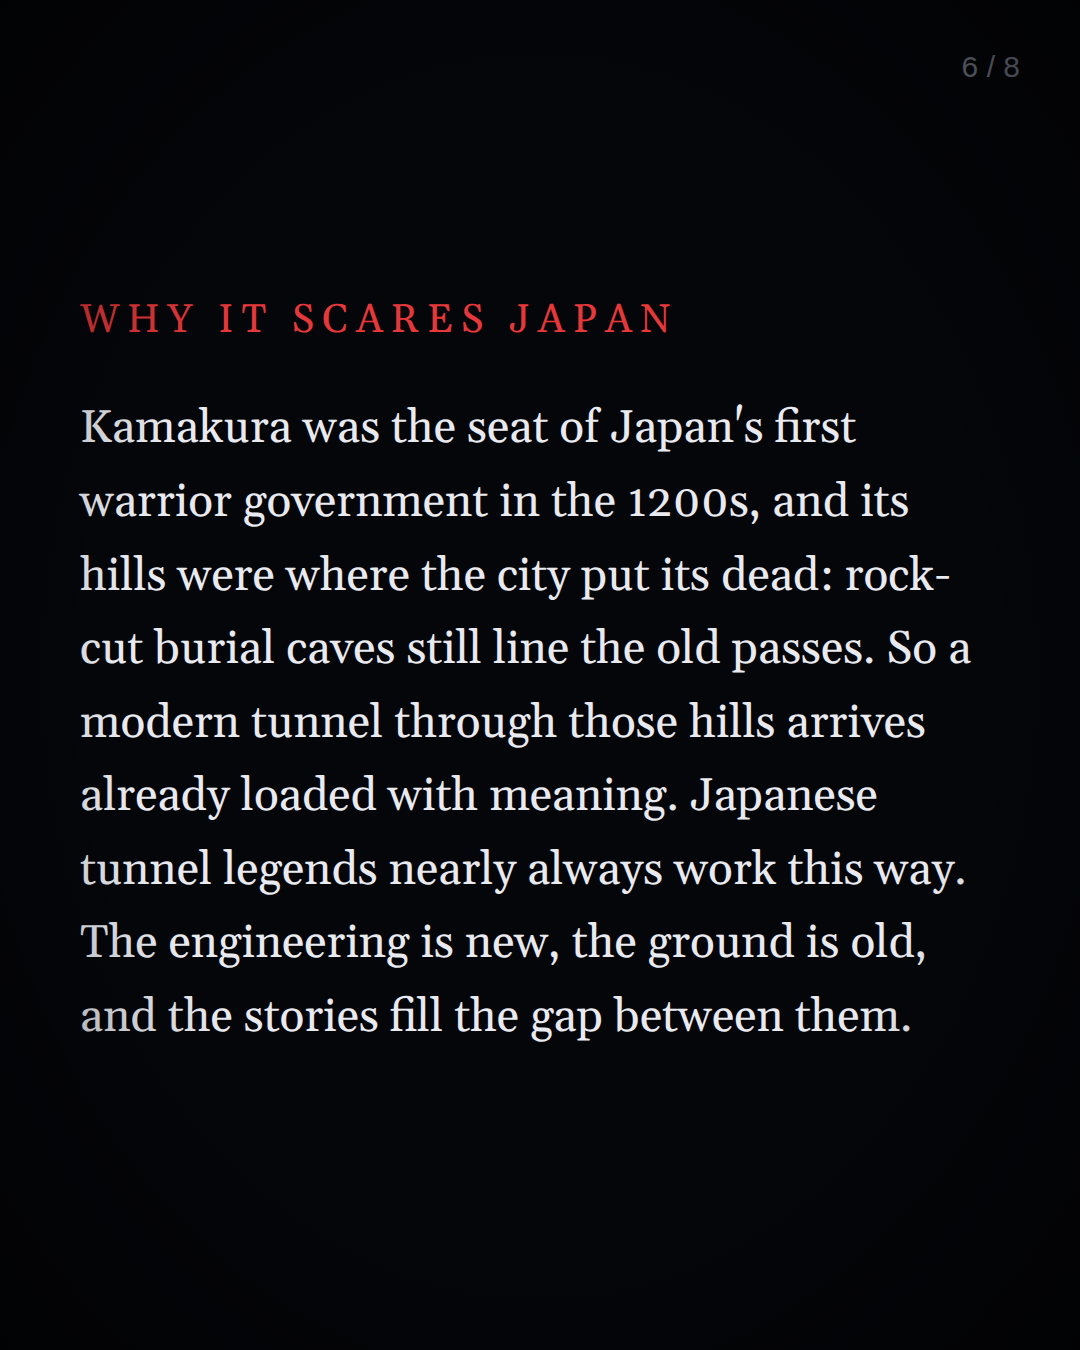 6 / 8
WHY IT SCARES JAPAN
Kamakura was the seat of Japan's first
warrior government in the 1200s, and its
hills were where the city put its dead: rock-
cut burial caves still line the old passes. So a
modern tunnel through those hills arrives
already loaded with meaning. Japanese
tunnel legends nearly always work this way.
The engineering is new, the ground is old,
and the stories fill the gap between them.